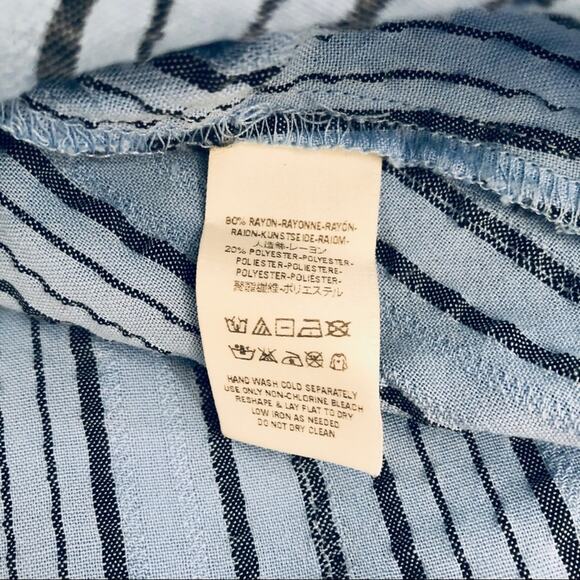 80% RAYON-RAYONNE-RAYON-
RAION-KUNSTSEIDE-RAIOM-
人造絲-レーヨン
20% POLYESTER-POLYESTER-
POLIESTER-POLIESTERE-
POLYESTER-POLIÉSTER-
聚酯纖維-ポリエステル
HAND WASH COLD SEPARATELY
USE ONLY NON-CHLORINE BLEACH
RESHAPE & LAY FLAT TO DRY
LOW IRON AS NEEDED
DO NOT DRY CLEAN